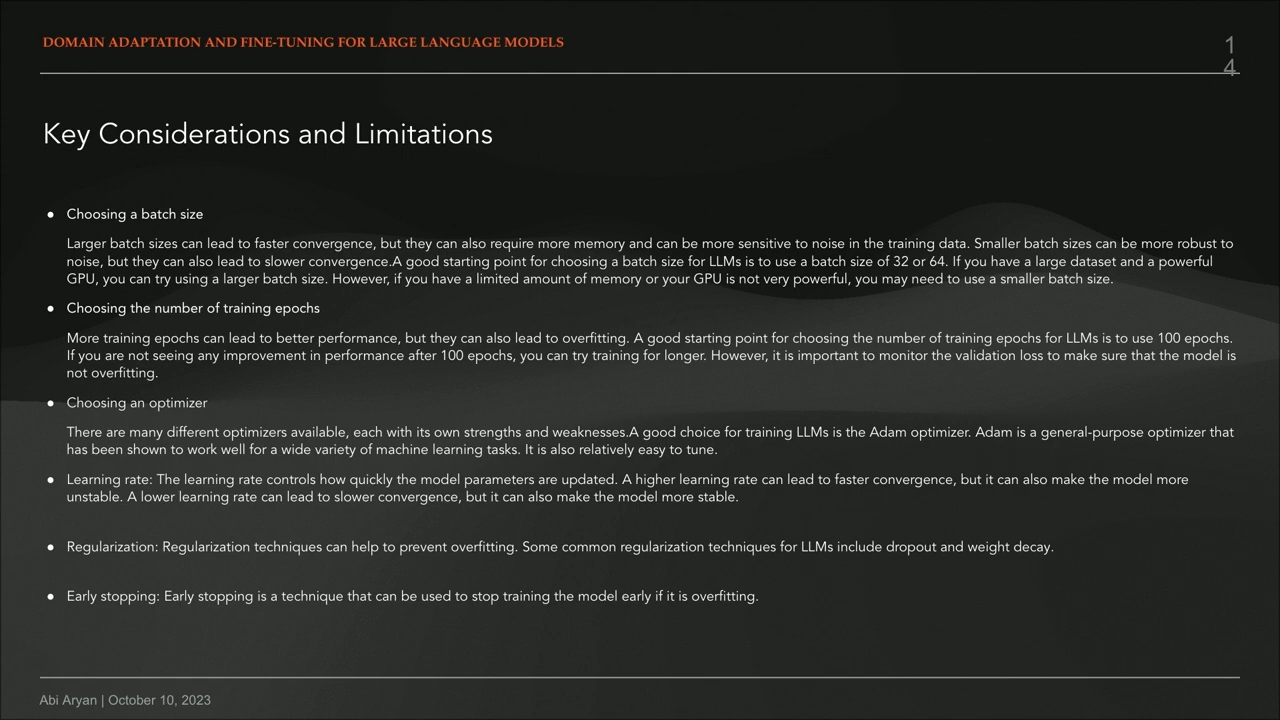 DOMAIN ADAPTATION AND FINE-TUNING FOR LARGE LANGUAGE MODELS
1
4
Key Considerations and Limitations
● Choosing a batch size
Larger batch sizes can lead to faster convergence, but they can also require more memory and can be more sensitive to noise in the training data. Smaller batch sizes can be more robust to
noise, but they can also lead to slower convergence.A good starting point for choosing a batch size for LLMs is to use a batch size of 32 or 64. If you have a large dataset and a powerful
GPU, you can try using a larger batch size. However, if you have a limited amount of memory or your GPU is not very powerful, you may need to use a smaller batch size.
● Choosing the number of training epochs
More training epochs can lead to better performance, but they can also lead to overfitting. A good starting point for choosing the number of training epochs for LLMs is to use 100 epochs.
If you are not seeing any improvement in performance after 100 epochs, you can try training for longer. However, it is important to monitor the validation loss to make sure that the model is
not overfitting.
● Choosing an optimizer
There are many different optimizers available, each with its own strengths and weaknesses.A good choice for training LLMs is the Adam optimizer. Adam is a general-purpose optimizer that
has been shown to work well for a wide variety of machine learning tasks. It is also relatively easy to tune.
● Learning rate: The learning rate controls how quickly the model parameters are updated. A higher learning rate can lead to faster convergence, but it can also make the model more
unstable. A lower learning rate can lead to slower convergence, but it can also make the model more stable.
● Regularization: Regularization techniques can help to prevent overfitting. Some common regularization techniques for LLMs include dropout and weight decay.
● Early stopping: Early stopping is a technique that can be used to stop training the model early if it is overfitting.
Abi Aryan | October 10, 2023